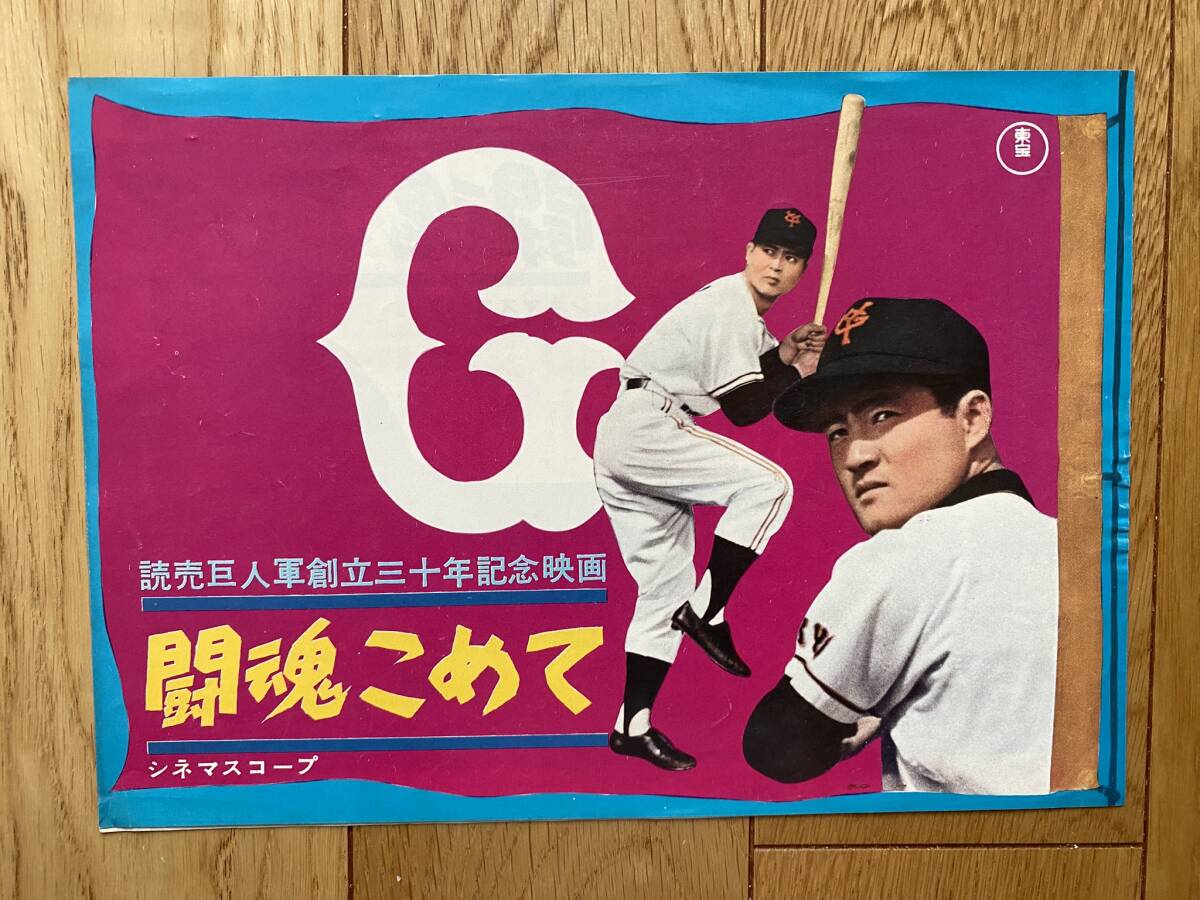 東宝
G
読売巨人軍創立三十年記念映画
闘魂こめて
シネマスコープ